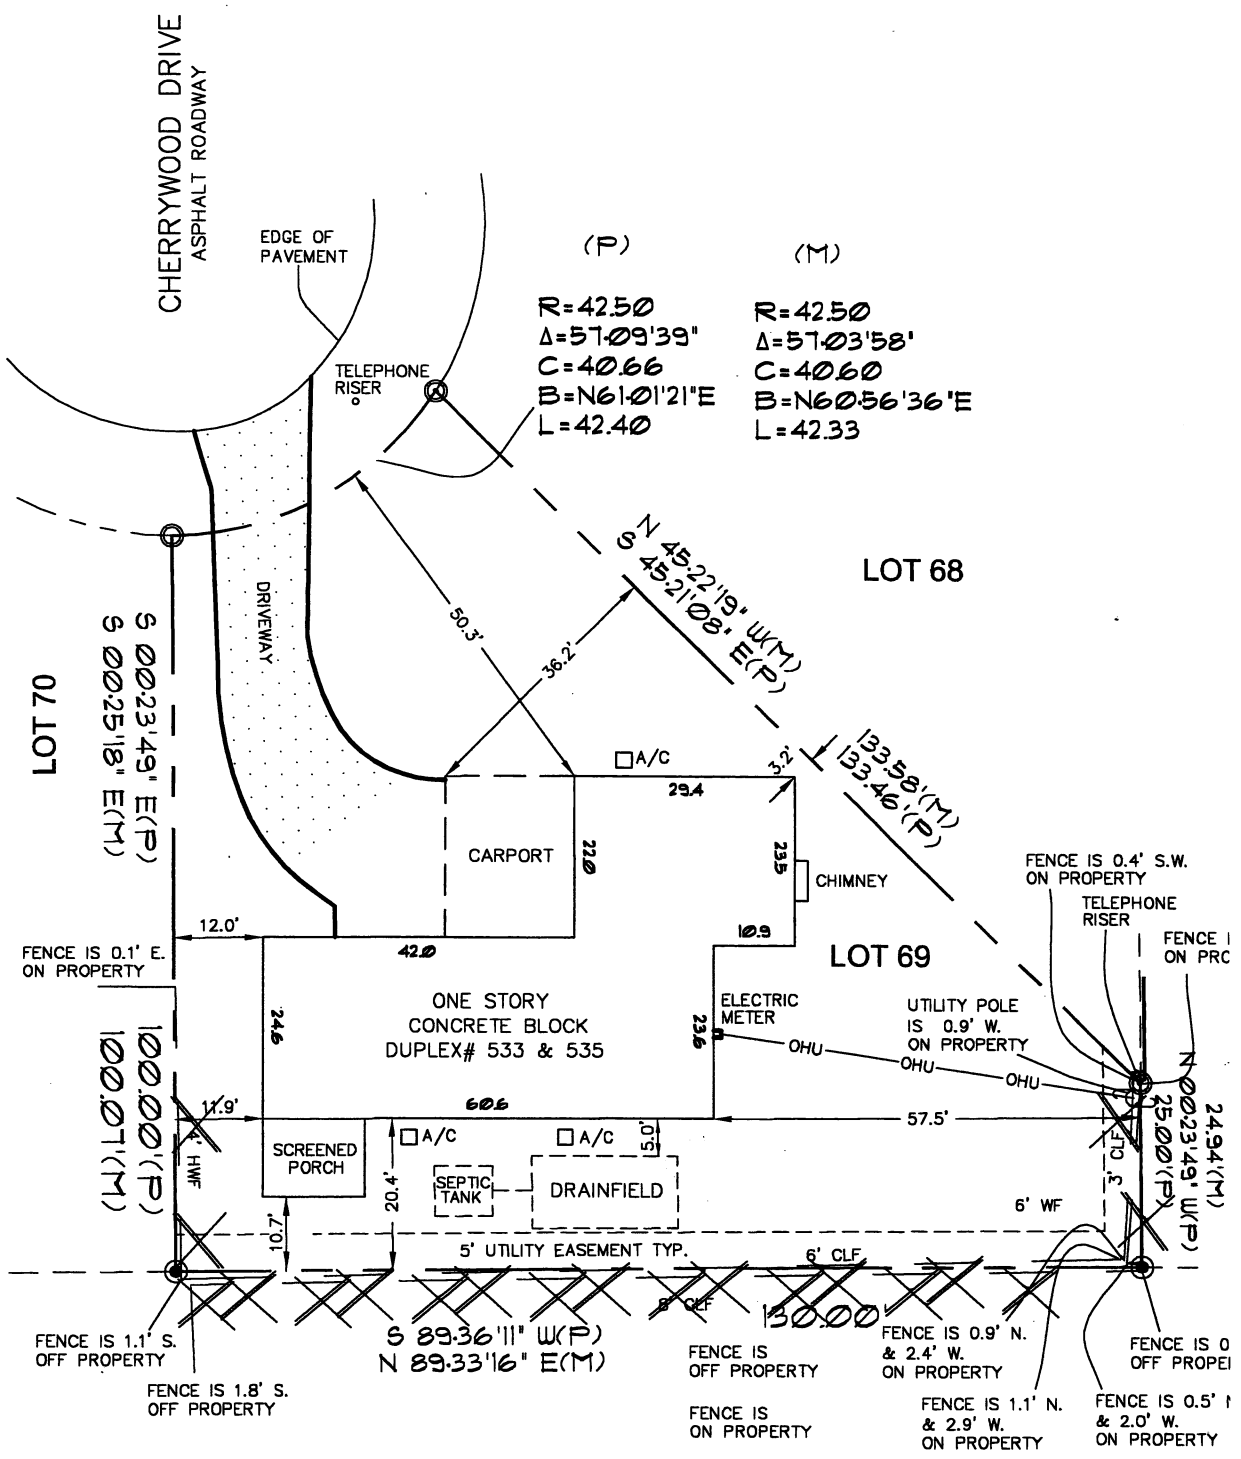 CHERRYWOOD DRIVE
ASPHALT ROADWAY
EDGE OF
PAVEMENT
(P)
R=42.50
Δ=57·09'39"
C=40.66
B=N61·01'21"E
L=42.40
(M)
R=42.50
Δ=57·03'58"
C=40.60
B=N60·56'36"E
L=42.33
TELEPHONE
RISER
N 45·22'19" W(M)
S 45·21'08" E(P)
LOT 68
DRIVEWAY
50.3'
36.2'
S 00·23'49" E(P)
S 00·25'18" E(M)
LOT 70
A/C
29.4
3.2'
133.58'(M)
133.46'(P)
CARPORT
22.0
23.5
CHIMNEY
FENCE IS 0.4' S.W.
ON PROPERTY
TELEPHONE
RISER
FENCE I
ON PRC
12.0'
42.0
10.9
LOT 69
FENCE IS 0.1' E.
ON PROPERTY
24.6
ONE STORY
CONCRETE BLOCK
DUPLEX# 533 & 535
23.6
ELECTRIC
METER
UTILITY POLE
IS 0.9' W.
ON PROPERTY
OHU
OHU
OHU
100.00'(P)
100.07'(M)
11.9'
60.6
57.5'
4' HWF
SCREENED
PORCH
A/C
A/C
5.0'
20.4'
10.7'
SEPTIC
TANK
DRAINFIELD
3' CLF
6' WF
24.94'(M)
N 00·23'49" W(P)
25.00'(P)
5' UTILITY EASEMENT TYP.
6' CLF
6' CLF
130.00'
S 89·36'11" W(P)
N 89·33'16" E(M)
FENCE IS 1.1' S.
OFF PROPERTY
FENCE IS 1.8' S.
OFF PROPERTY
FENCE IS
OFF PROPERTY
FENCE IS
ON PROPERTY
FENCE IS 0.9' N.
& 2.4' W.
ON PROPERTY
FENCE IS 1.1' N.
& 2.9' W.
ON PROPERTY
FENCE IS 0
OFF PROPE
FENCE IS 0.5'
& 2.0' W.
ON PROPERTY